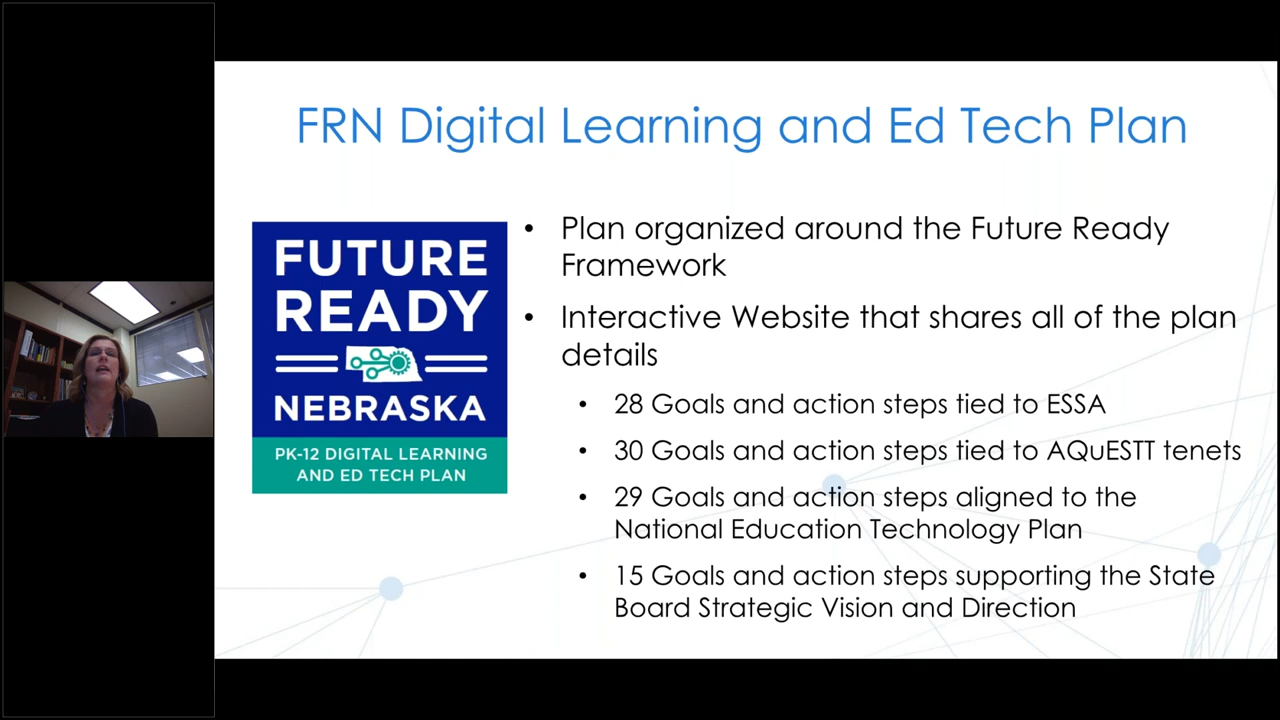 FRN Digital Learning and Ed Tech Plan
FUTURE
READY
NEBRASKA
PK-12 DIGITAL LEARNING
AND ED TECH PLAN
• Plan organized around the Future Ready
Framework
• Interactive Website that shares all of the plan
details
• 28 Goals and action steps tied to ESSA
• 30 Goals and action steps tied to AQuESTT tenets
• 29 Goals and action steps aligned to the
National Education Technology Plan
• 15 Goals and action steps supporting the State
Board Strategic Vision and Direction